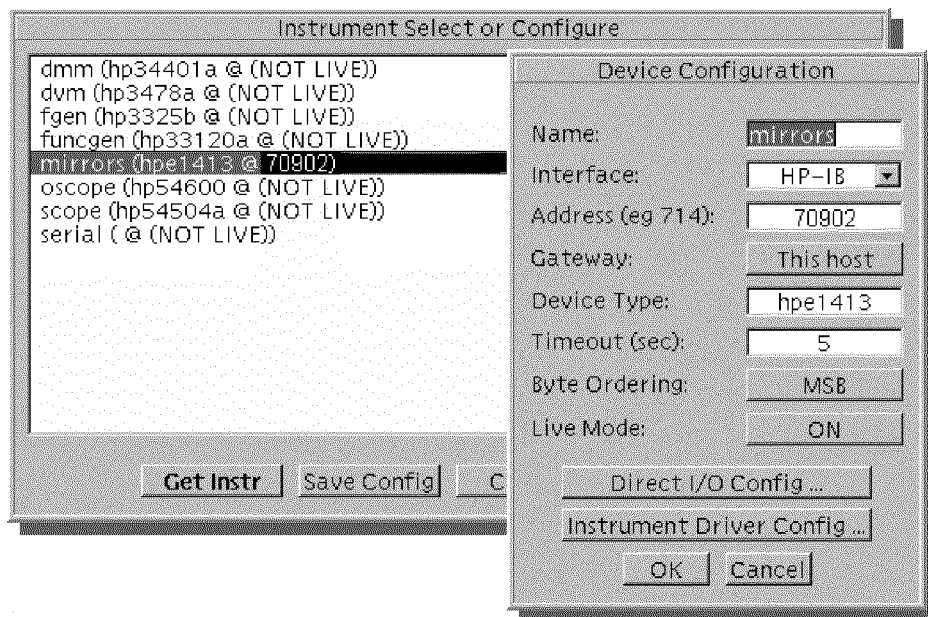 Instrument Select or Configure
dmm (hp34401a @ (NOT LIVE))
dvm (hp3478a @ (NOT LIVE))
fgen (hp3325b @ (NOT LIVE))
funcgen (hp33120a @ (NOT LIVE))
mirrors (hpe1413 @ 70902)
oscope (hp54600 @ (NOT LIVE))
scope (hp54504a @ (NOT LIVE))
serial ( @ (NOT LIVE))
Get Instr Save Config C
Device Configuration
Name: mirrors
Interface: HP-IB
Address (eg 714): 70902
Gateway: This host
Device Type: hpe1413
Timeout (sec): 5
Byte Ordering: MSB
Live Mode: ON
Direct I/O Config ...
Instrument Driver Config ...
OK Cancel